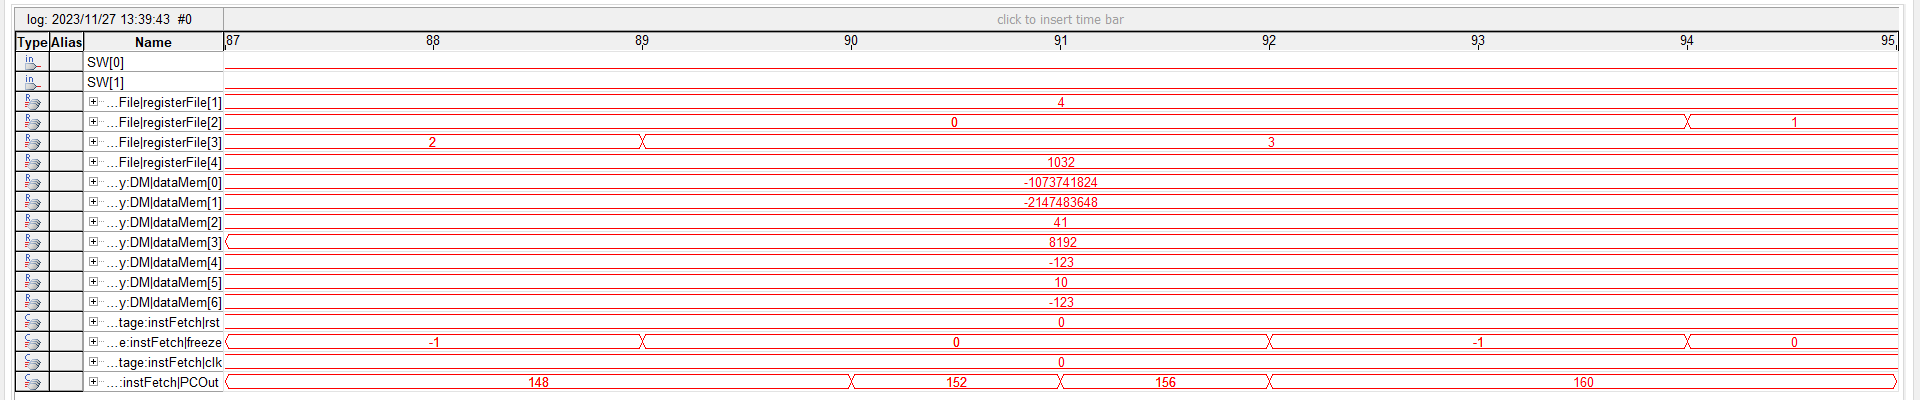 log: 2023/11/27 13:39:43 #0 click to insert time bar
Type Alias Name 87 88 89 90 91 92 93 94 95
in SW[0]
in SW[1]
R ...File|registerFile[1] 4
R ...File|registerFile[2] 0 1
R ...File|registerFile[3] 2 3
R ...File|registerFile[4] 1032
R ...y:DM|dataMem[0] -1073741824
R ...y:DM|dataMem[1] -2147483648
R ...y:DM|dataMem[2] 41
R ...y:DM|dataMem[3] 8192
R ...y:DM|dataMem[4] -123
R ...y:DM|dataMem[5] 10
R ...y:DM|dataMem[6] -123
C ...tage:instFetch|rst 0
C ...e:instFetch|freeze -1 0 -1 0
C ...tage:instFetch|clk 0
C ...:instFetch|PCOut 148 152 156 160